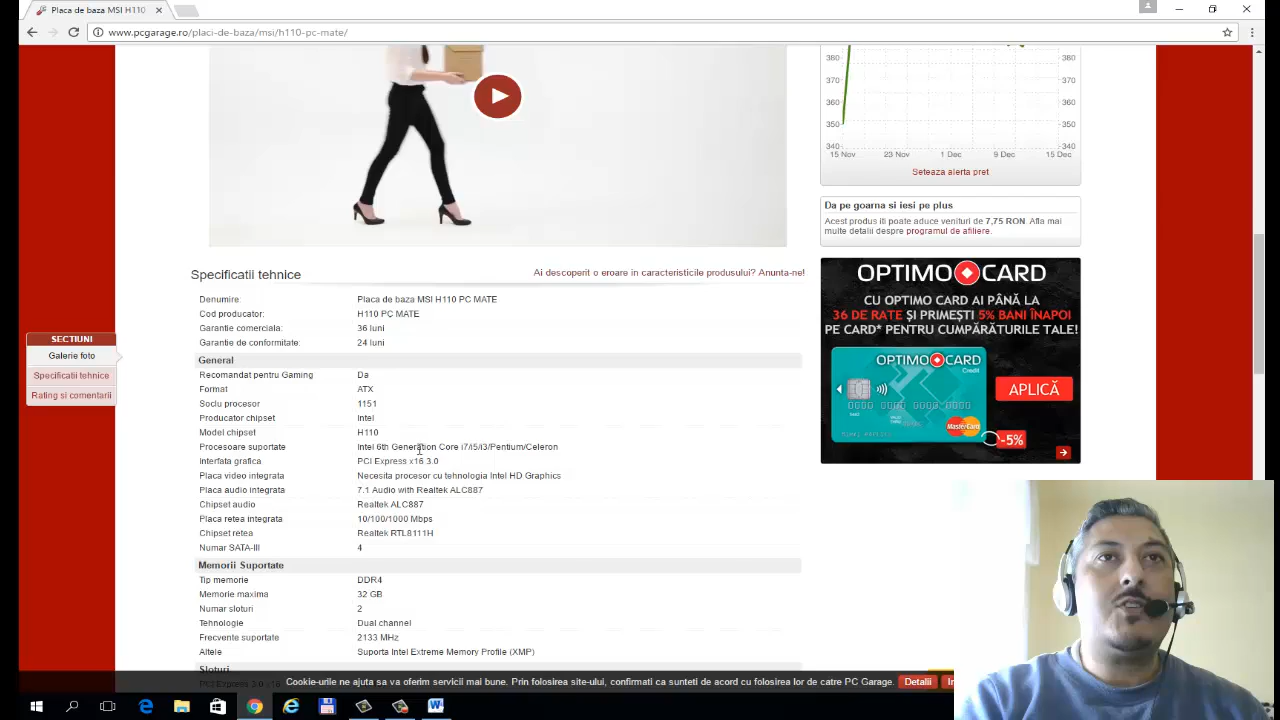 Placa de baza MSI H110
www.pcgarage.ro/placi-de-baza/msi/h110-pc-mate/
380
370
360
350
340
380
370
360
350
340
15 Nov
23 Nov
1 Dec
9 Dec
15 Dec
Seteaza alerta pret
Da pe goarna si iesi pe plus
Acest produs iti poate aduce venituri de 7,75 RON. Afla mai
multe detalii despre programul de afiliere.
Specificatii tehnice
Ai descoperit o eroare in caracteristicile produsului? Anunta-ne!
Denumire: Placa de baza MSI H110 PC MATE
Cod producator: H110 PC MATE
Garantie comerciala: 36 luni
Garantie de conformitate: 24 luni
General
Recomandat pentru Gaming Da
Format ATX
Soclu procesor 1151
Producator chipset Intel
Model chipset H110
Procesoare suportate Intel 6th Generation Core i7/i5/i3/Pentium/Celeron
Interfata grafica PCI Express x16 3.0
Placa video integrata Necesita procesor cu tehnologia Intel HD Graphics
Placa audio integrata 7.1 Audio with Realtek ALC887
Chipset audio Realtek ALC887
Placa retea integrata 10/100/1000 Mbps
Chipset retea Realtek RTL8111H
Numar SATA-III 4
Memorii Suportate
Tip memorie DDR4
Memorie maxima 32 GB
Numar sloturi 2
Tehnologie Dual channel
Frecvente suportate 2133 MHz
Altele Suporta Intel Extreme Memory Profile (XMP)
Sloturi
SECTIUNI
Galerie foto
Specificatii tehnice
Rating si comentarii
OPTIMO CARD
CU OPTIMO CARD AI PÂNĂ LA
36 DE RATE ȘI PRIMEȘTI 5% BANI ÎNAPOI
PE CARD* PENTRU CUMPĂRĂTURILE TALE!
OPTIMO CARD
Credit
MasterCard
APLICĂ
-5%
Cookie-urile ne ajuta sa va oferim servicii mai bune. Prin folosirea site-ului, confirmati ca sunteti de acord cu folosirea lor de catre PC Garage.
Detalii